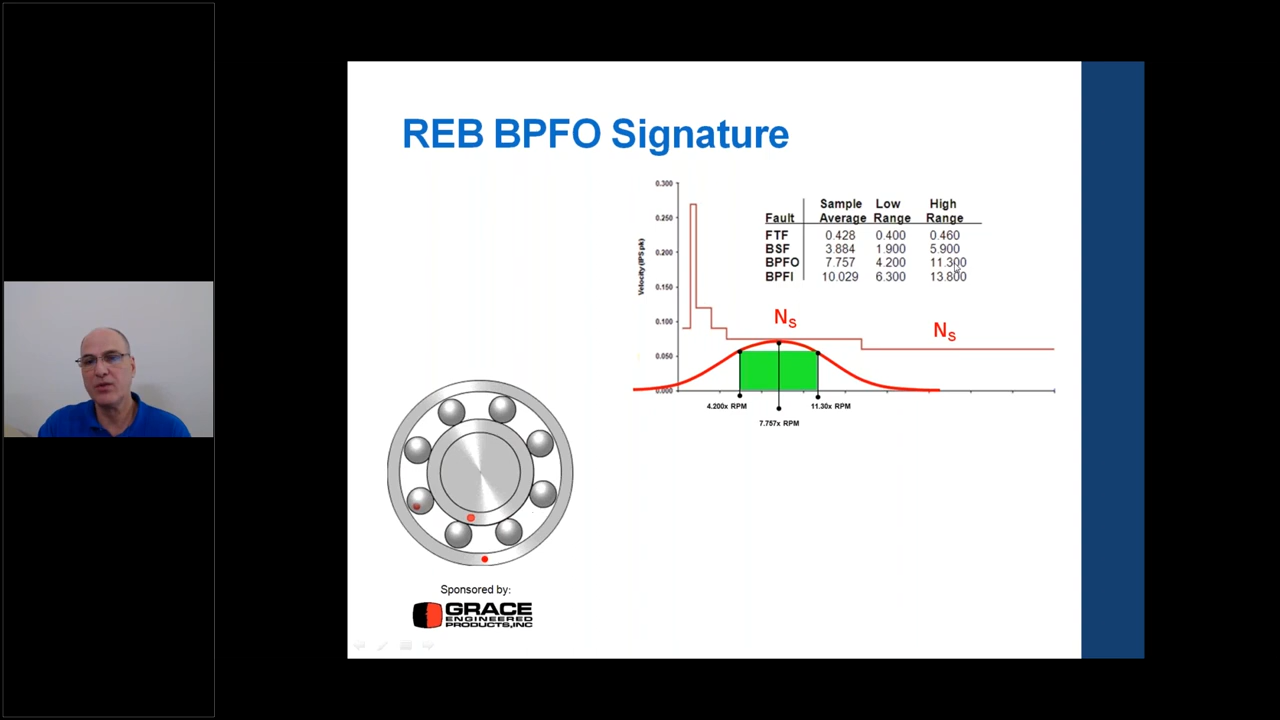 REB BPFO Signature
0.300
0.250
0.200
0.150
0.100
0.050
0.000
Velocity (IPS pk)
Fault Sample Average Low Range High Range
FTF 0.428 0.400 0.460
BSF 3.884 1.900 5.900
BPFO 7.757 4.200 11.300
BPFI 10.029 6.300 13.800
Ns
Ns
4.200x RPM
11.30x RPM
7.757x RPM
Sponsored by:
GRACE
ENGINEERED
PRODUCTS,INC